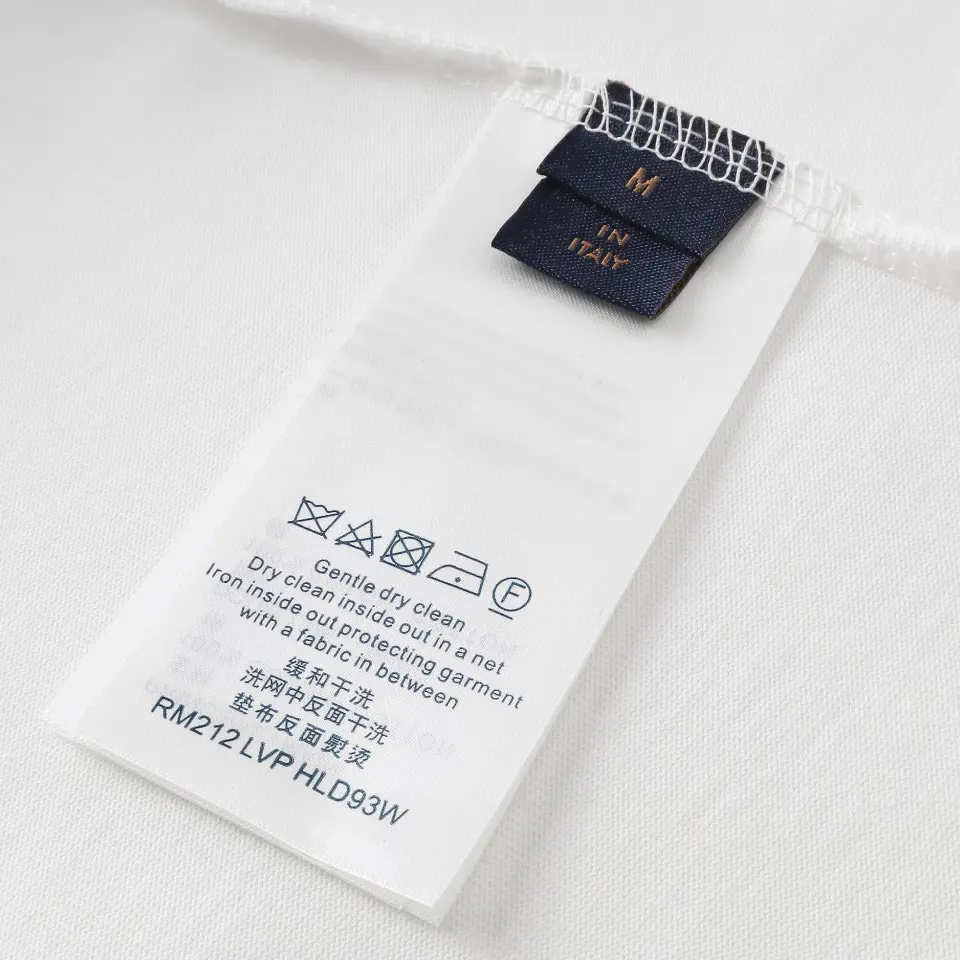 M
IN
ITALY
F
Gentle dry clean
Dry clean inside out in a net
Iron inside out protecting garment
with a fabric in between
缓和干洗
洗网中反面干洗
垫布反面熨烫
RM212 LVP HLD93W